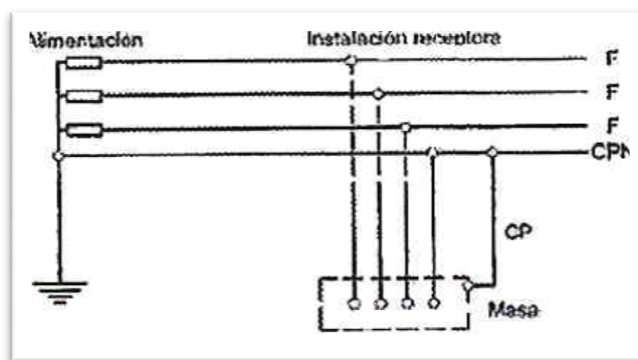 Alimentación
Instalación receptora
F
F
F
CPN
CP
Masa